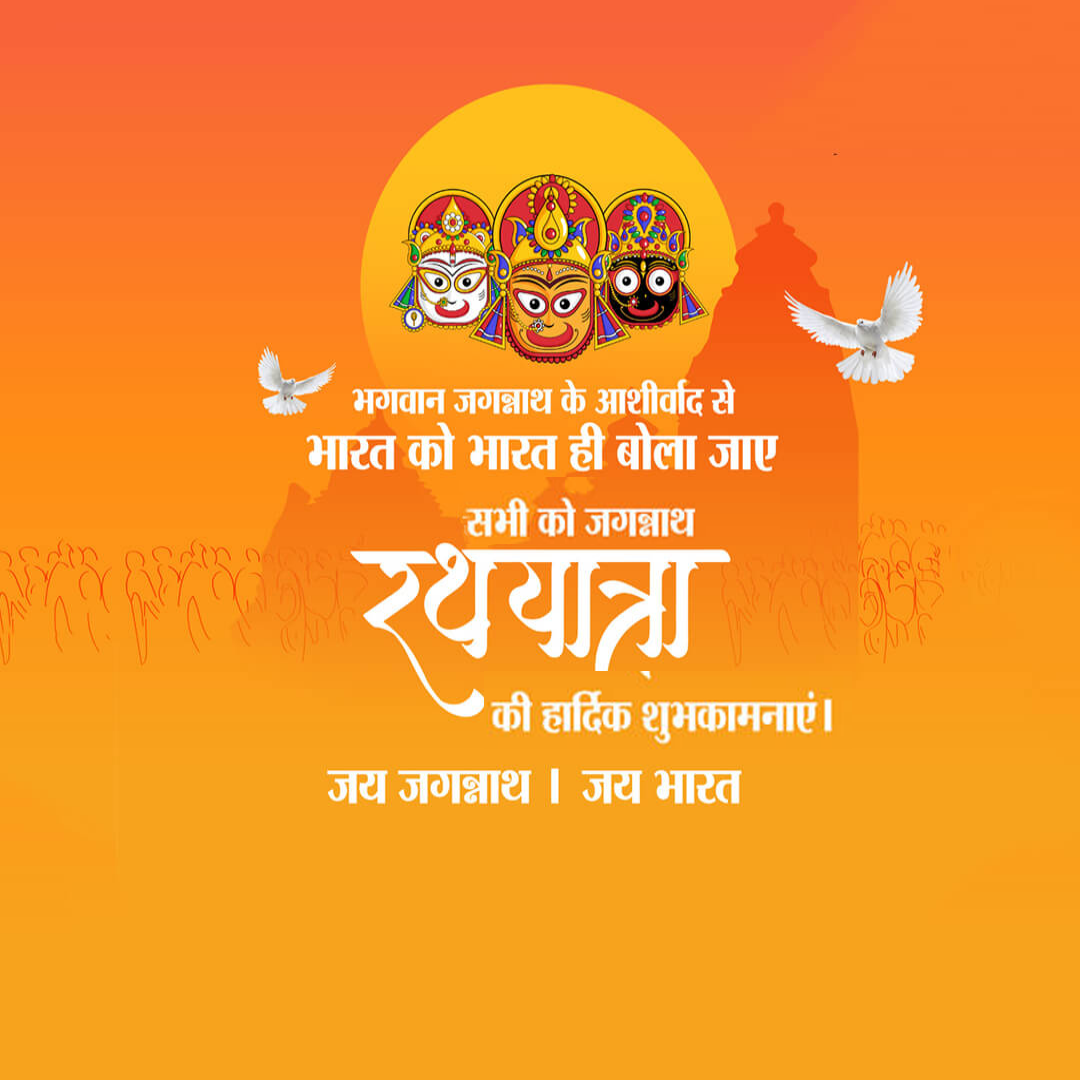 भगवान जगन्नाथ के आशीर्वाद से
भारत को भारत ही बोला जाए
सभी को जगन्नाथ
रथयात्रा
की हार्दिक शुभकामनाएं।
जय जगन्नाथ । जय भारत